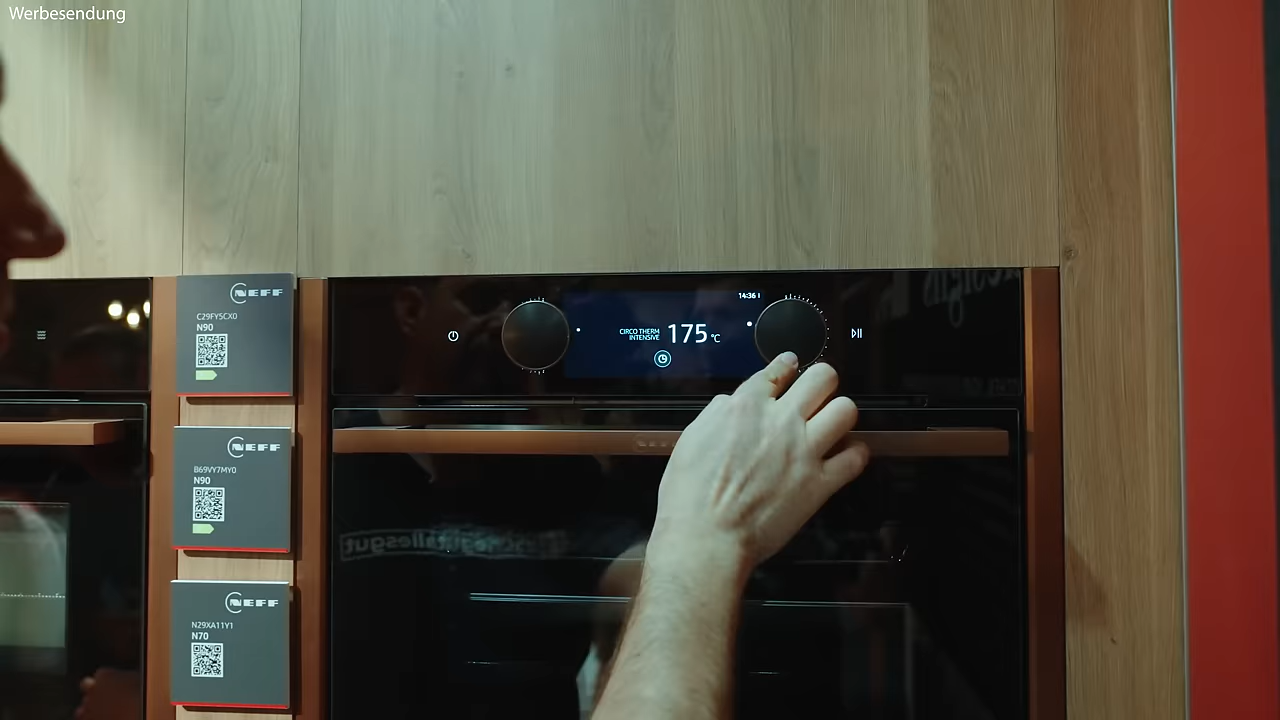 Werbesendung
NEFF
C29FY5CX0
N90
NEFF
B69VY7MY0
N90
NEFF
N29XA11Y1
N70
14:36
CIRCO THERM
INTENSIVE
175 °C